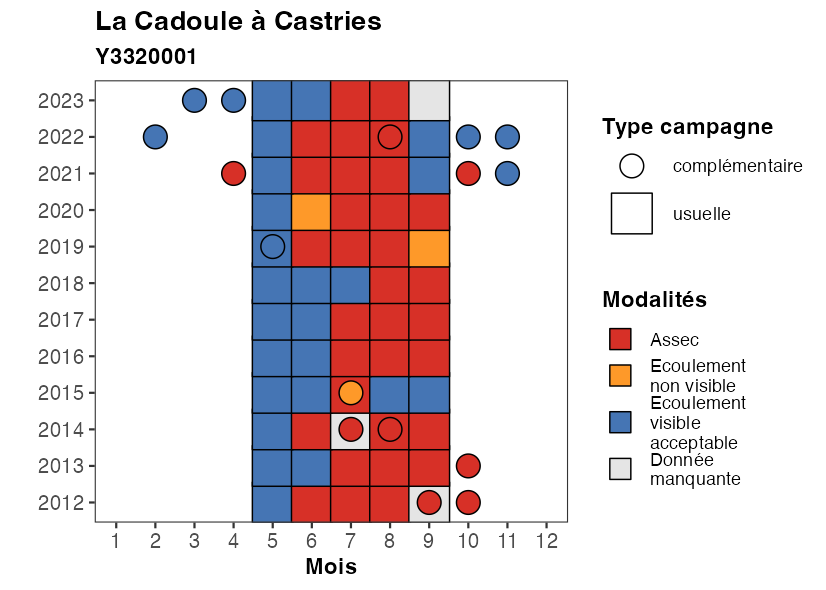 La Cadoule à Castries
Y3320001
2023
2022
2021
2020
2019
2018
2017
2016
2015
2014
2013
2012
1 2 3 4 5 6 7 8 9 10 11 12
Mois
Type campagne
complémentaire
usuelle
Modalités
Assec
Ecoulement
non visible
Ecoulement
visible
acceptable
Donnée
manquante